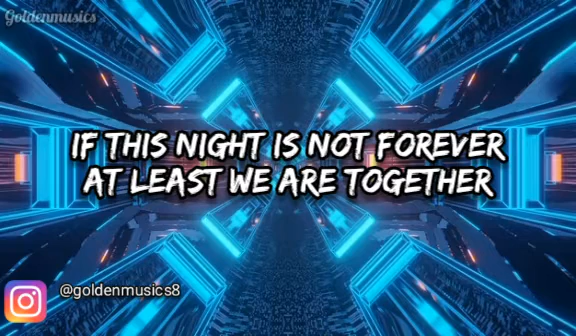 Goldenmusics
IF THIS NIGHT IS NOT FOREVER
AT LEAST WE ARE TOGETHER
@goldenmusics8